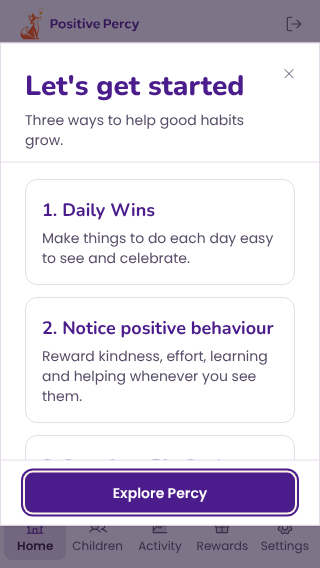 Positive Percy
Let's get started
Three ways to help good habits
grow.
1. Daily Wins
Make things to do each day easy
to see and celebrate.
2. Notice positive behaviour
Reward kindness, effort, learning
and helping whenever you see
them.
Explore Percy
Home Children Activity Rewards Settings